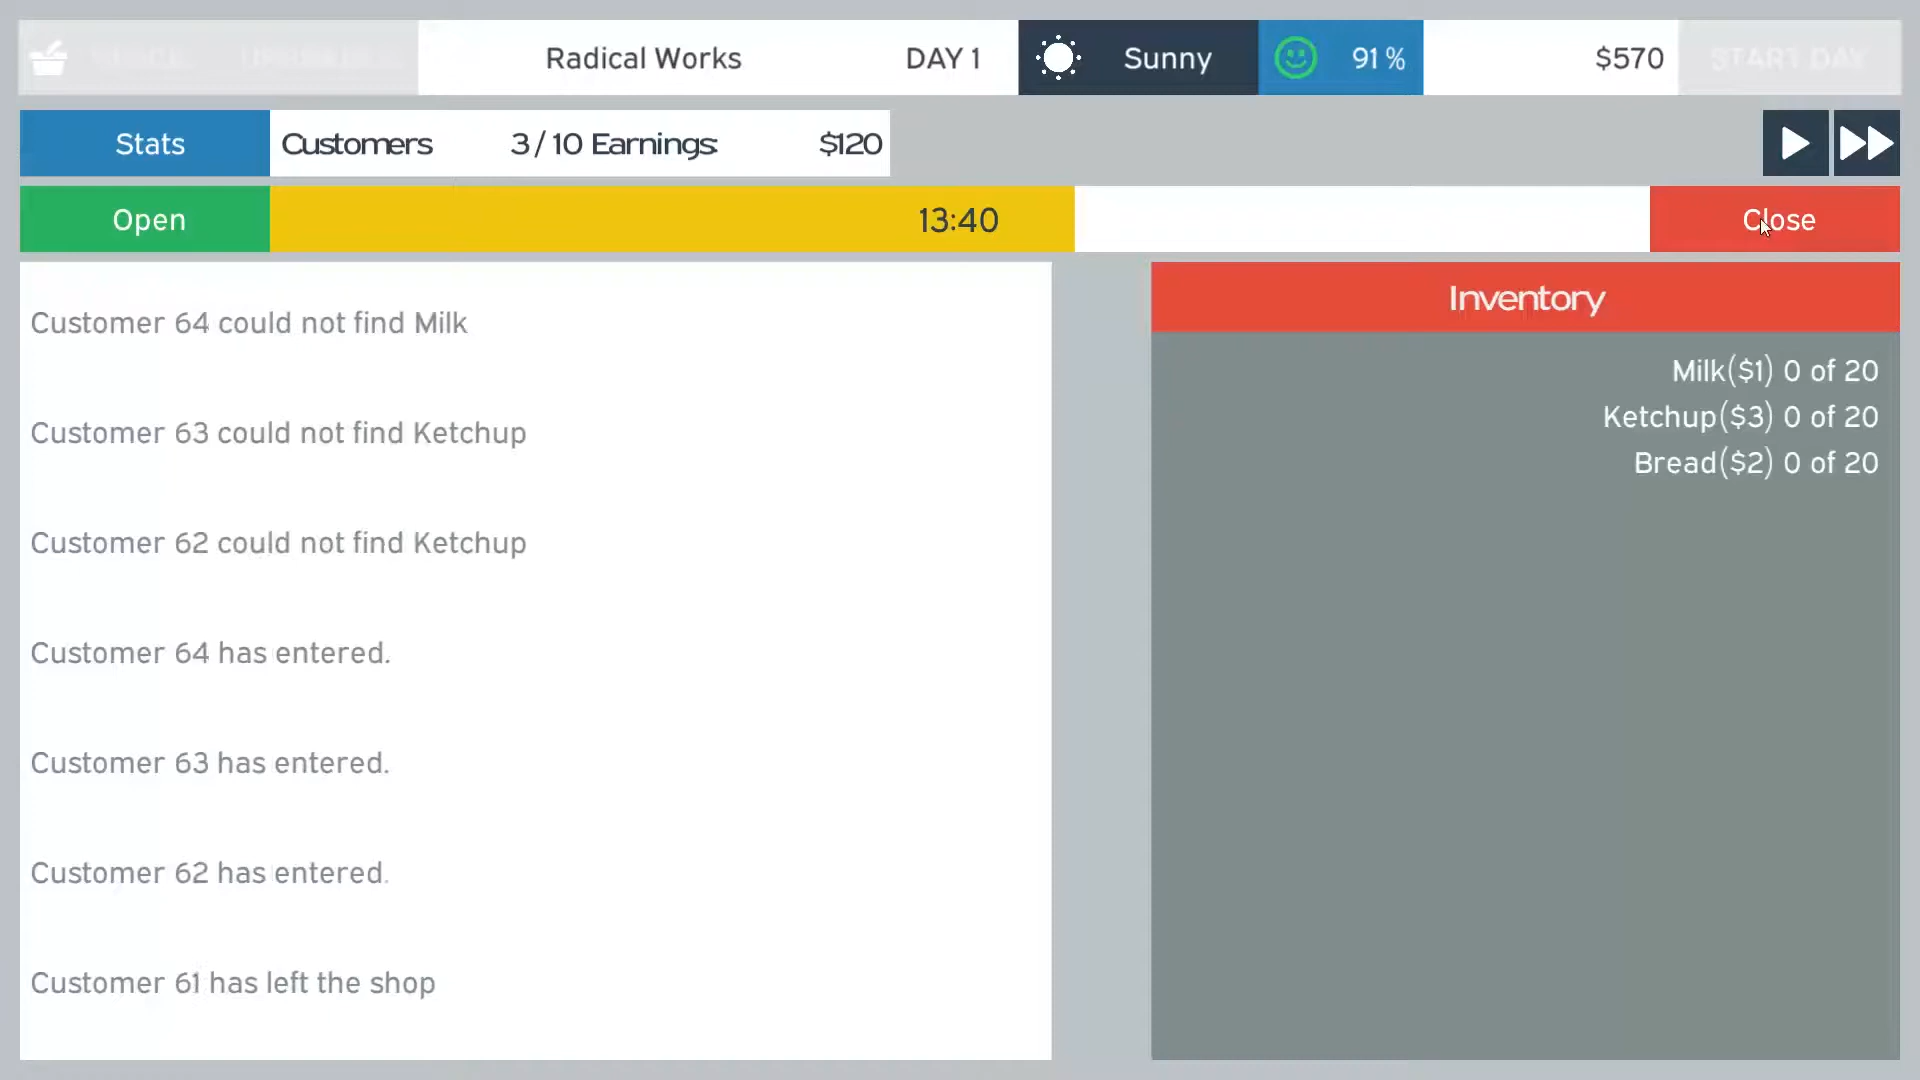 Radical Works DAY 1 Sunny 91 % $570 START DAY
Stats Customers 3 / 10 Earnings: $120
Open 13:40 Close
Customer 64 could not find Milk
Customer 63 could not find Ketchup
Customer 62 could not find Ketchup
Customer 64 has entered.
Customer 63 has entered.
Customer 62 has entered.
Customer 61 has left the shop
Inventory
Milk($1) 0 of 20
Ketchup($3) 0 of 20
Bread($2) 0 of 20